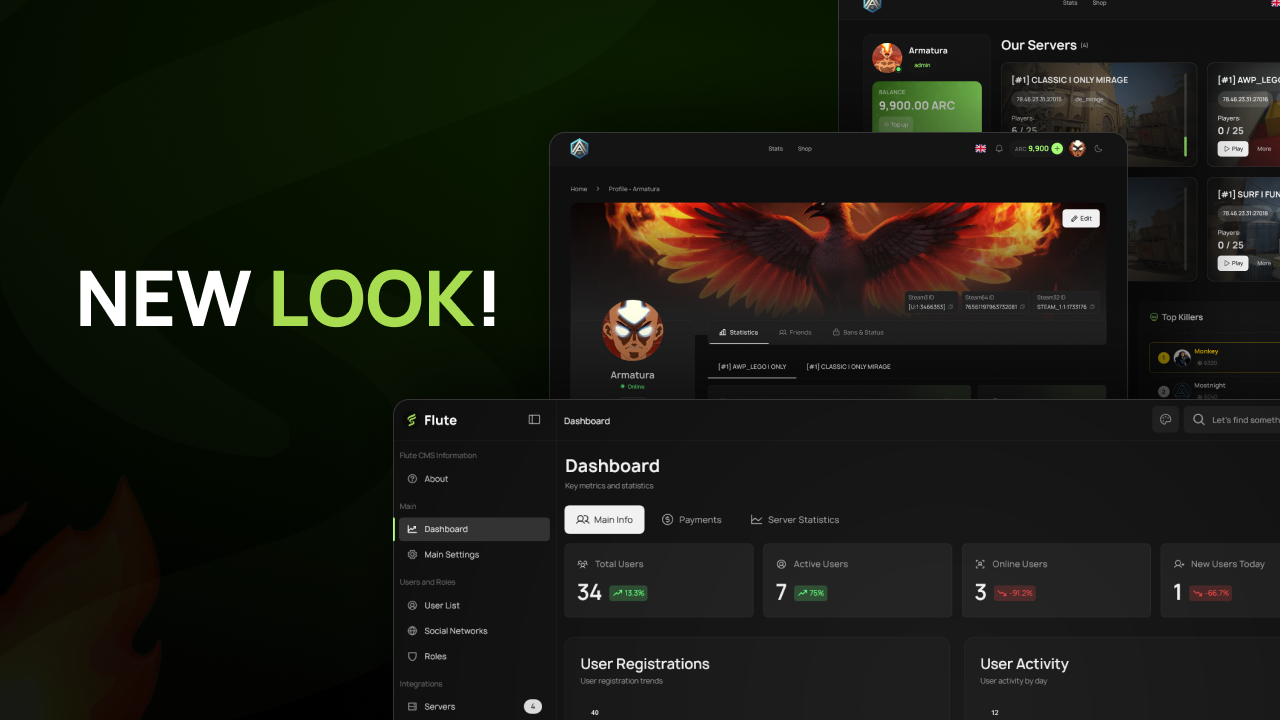 NEW LOOK!
Stats
Shop
Armatura
admin
BALANCE
9,900.00 ARC
Top up
Our Servers (4)
[#1] CLASSIC | ONLY MIRAGE
78.46.23.31:27015
de_mirage
Players:
6 / 25
[#1] AWP_LEGO
78.46.23.31:27016
Players:
0 / 25
Play
More
[#1] SURF | FUN
78.46.23.31:27018
Players:
0 / 25
Play
More
Top Killers
1
Monkey
9320
2
Mostnight
Stats
Shop
ARC 9,900
Home > Profile - Armatura
Edit
Steam3 ID
[U:1:3466353]
Steam64 ID
76561197963732081
Steam32 ID
STEAM_1:1:1733176
Armatura
Online
Statistics
Friends
Bans & Status
[#1] AWP_LEGO | ONLY
[#1] CLASSIC | ONLY MIRAGE
Flute
Flute CMS Information
About
Main
Dashboard
Main Settings
Users and Roles
User List
Social Networks
Roles
Integrations
Servers
4
Dashboard
Let's find someth
Dashboard
Key metrics and statistics
Main Info
Payments
Server Statistics
Total Users
34
13.3%
Active Users
7
75%
Online Users
3
-91.2%
New Users Today
1
-66.7%
User Registrations
User registration trends
40
User Activity
User activity by day
12